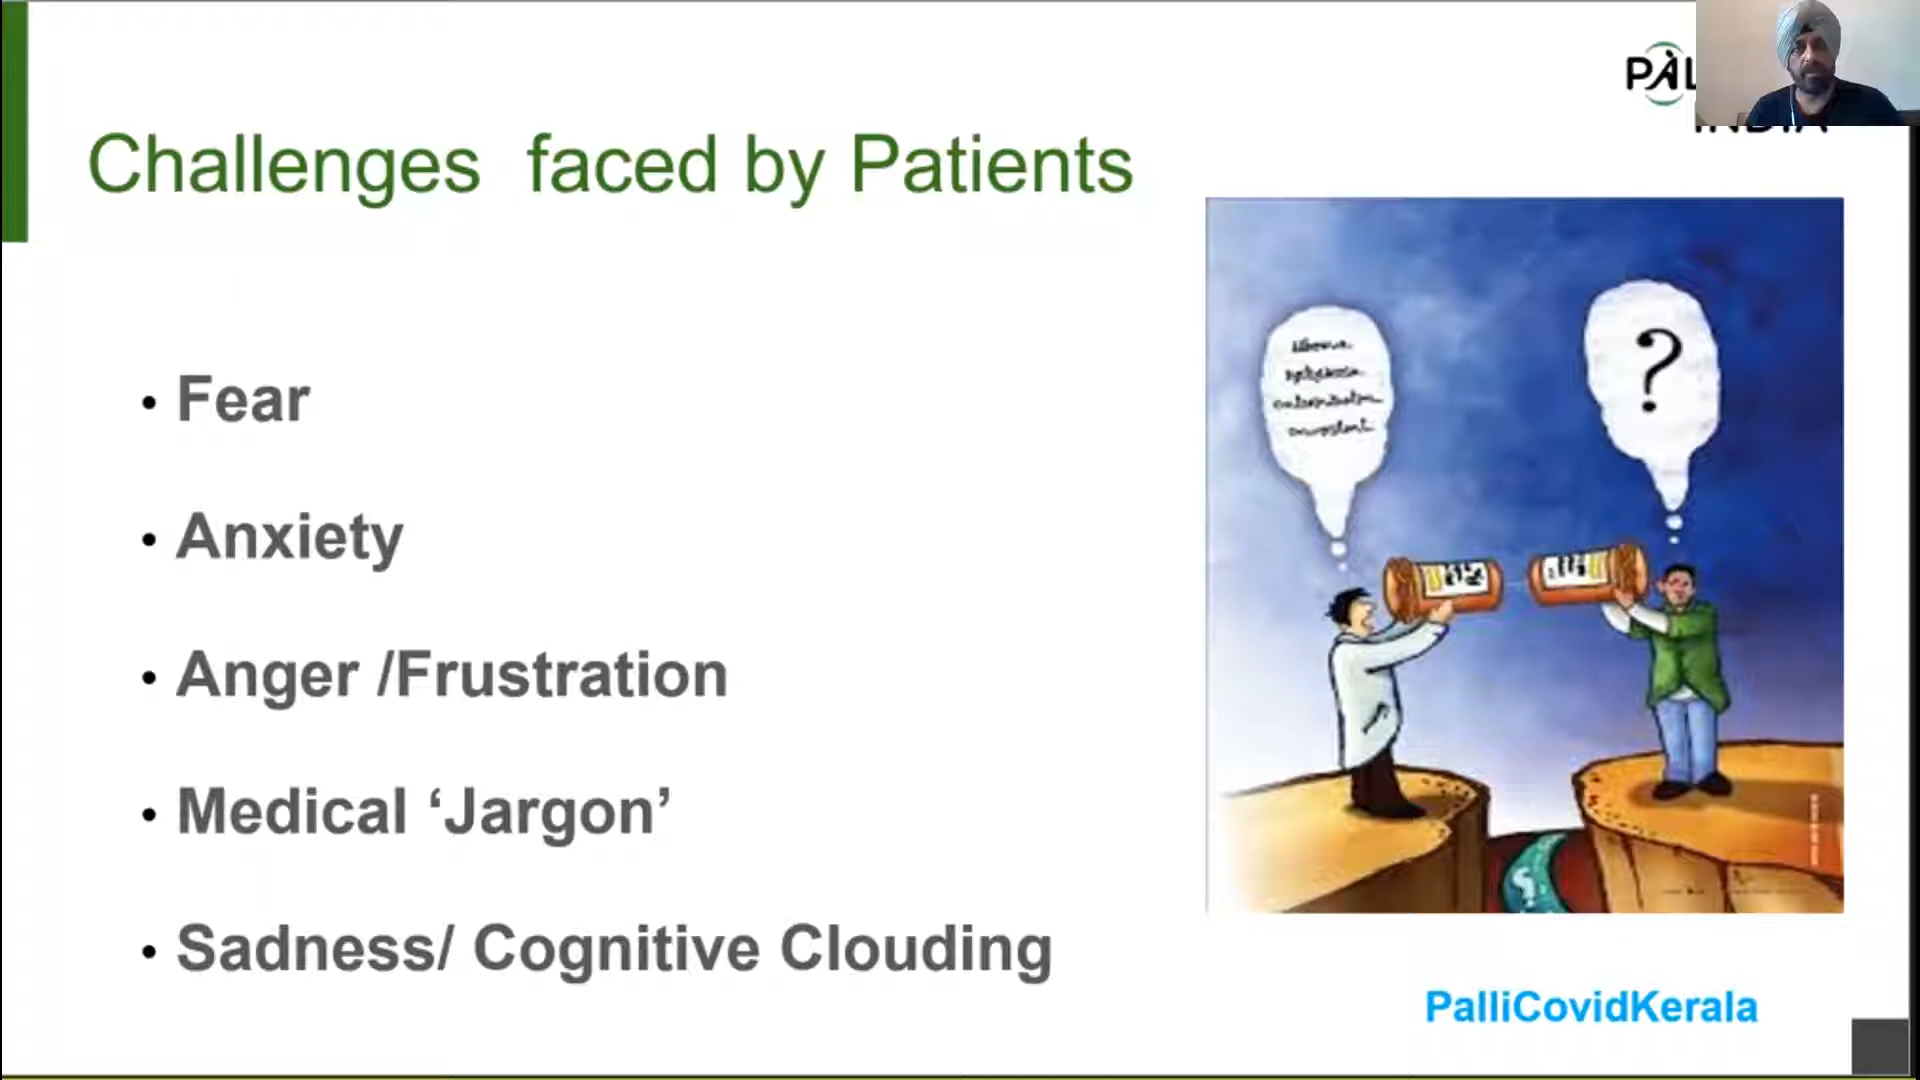 Challenges faced by Patients
• Fear
• Anxiety
• Anger /Frustration
• Medical ‘Jargon’
• Sadness/ Cognitive Clouding
?
PalliCovidKerala